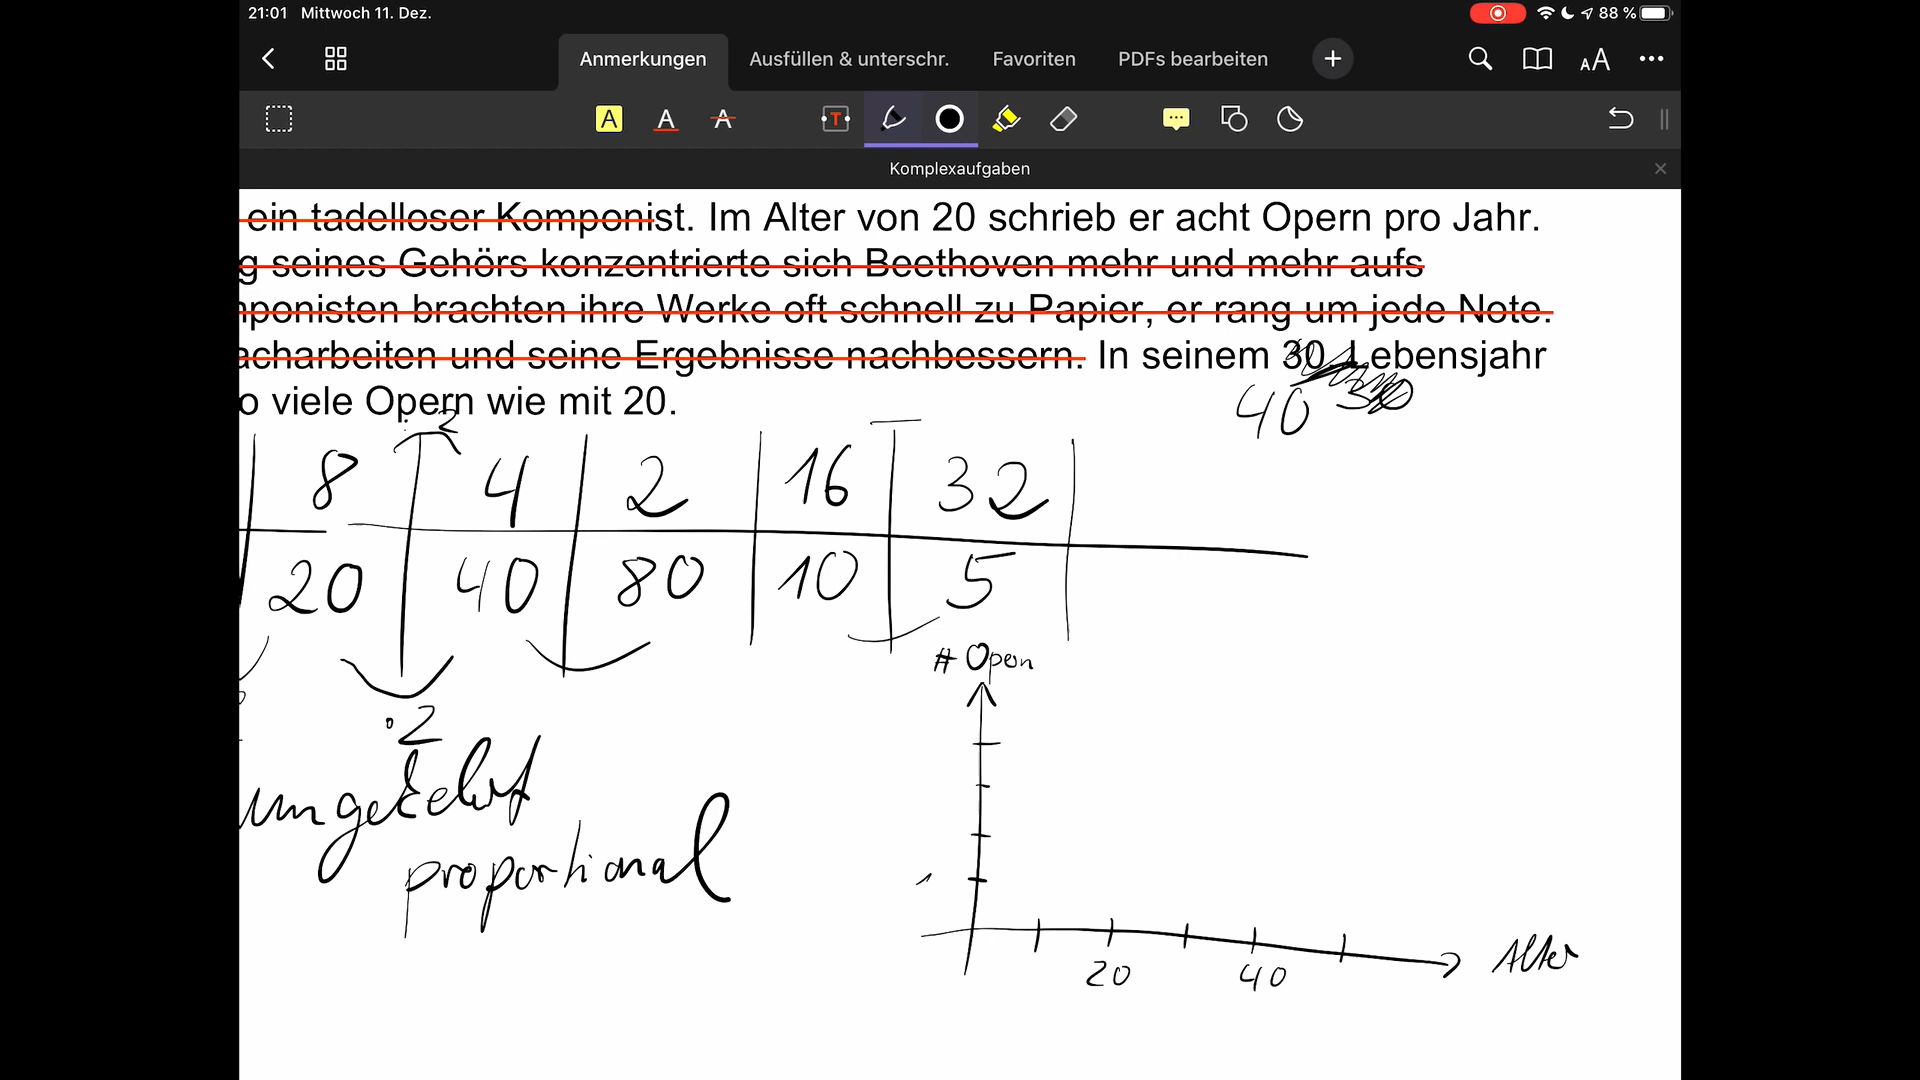 21:01 Mittwoch 11. Dez. 88 %
Anmerkungen Ausfüllen & unterschr. Favoriten PDFs bearbeiten + AA
A A A T
Komplexaufgaben
ein tadelloser Komponist. Im Alter von 20 schrieb er acht Opern pro Jahr.
g seines Gehörs konzentrierte sich Beethoven mehr und mehr aufs
ponisten brachten ihre Werke oft schnell zu Papier, er rang um jede Note.
acharbeiten und seine Ergebnisse nachbessern. In seinem 30. Lebensjahr
o viele Opern wie mit 20.
40
:2
8 4 2 16 32
20 40 80 10 5
·2
umgekehrt
proportional
# Opern
20 40 Alter